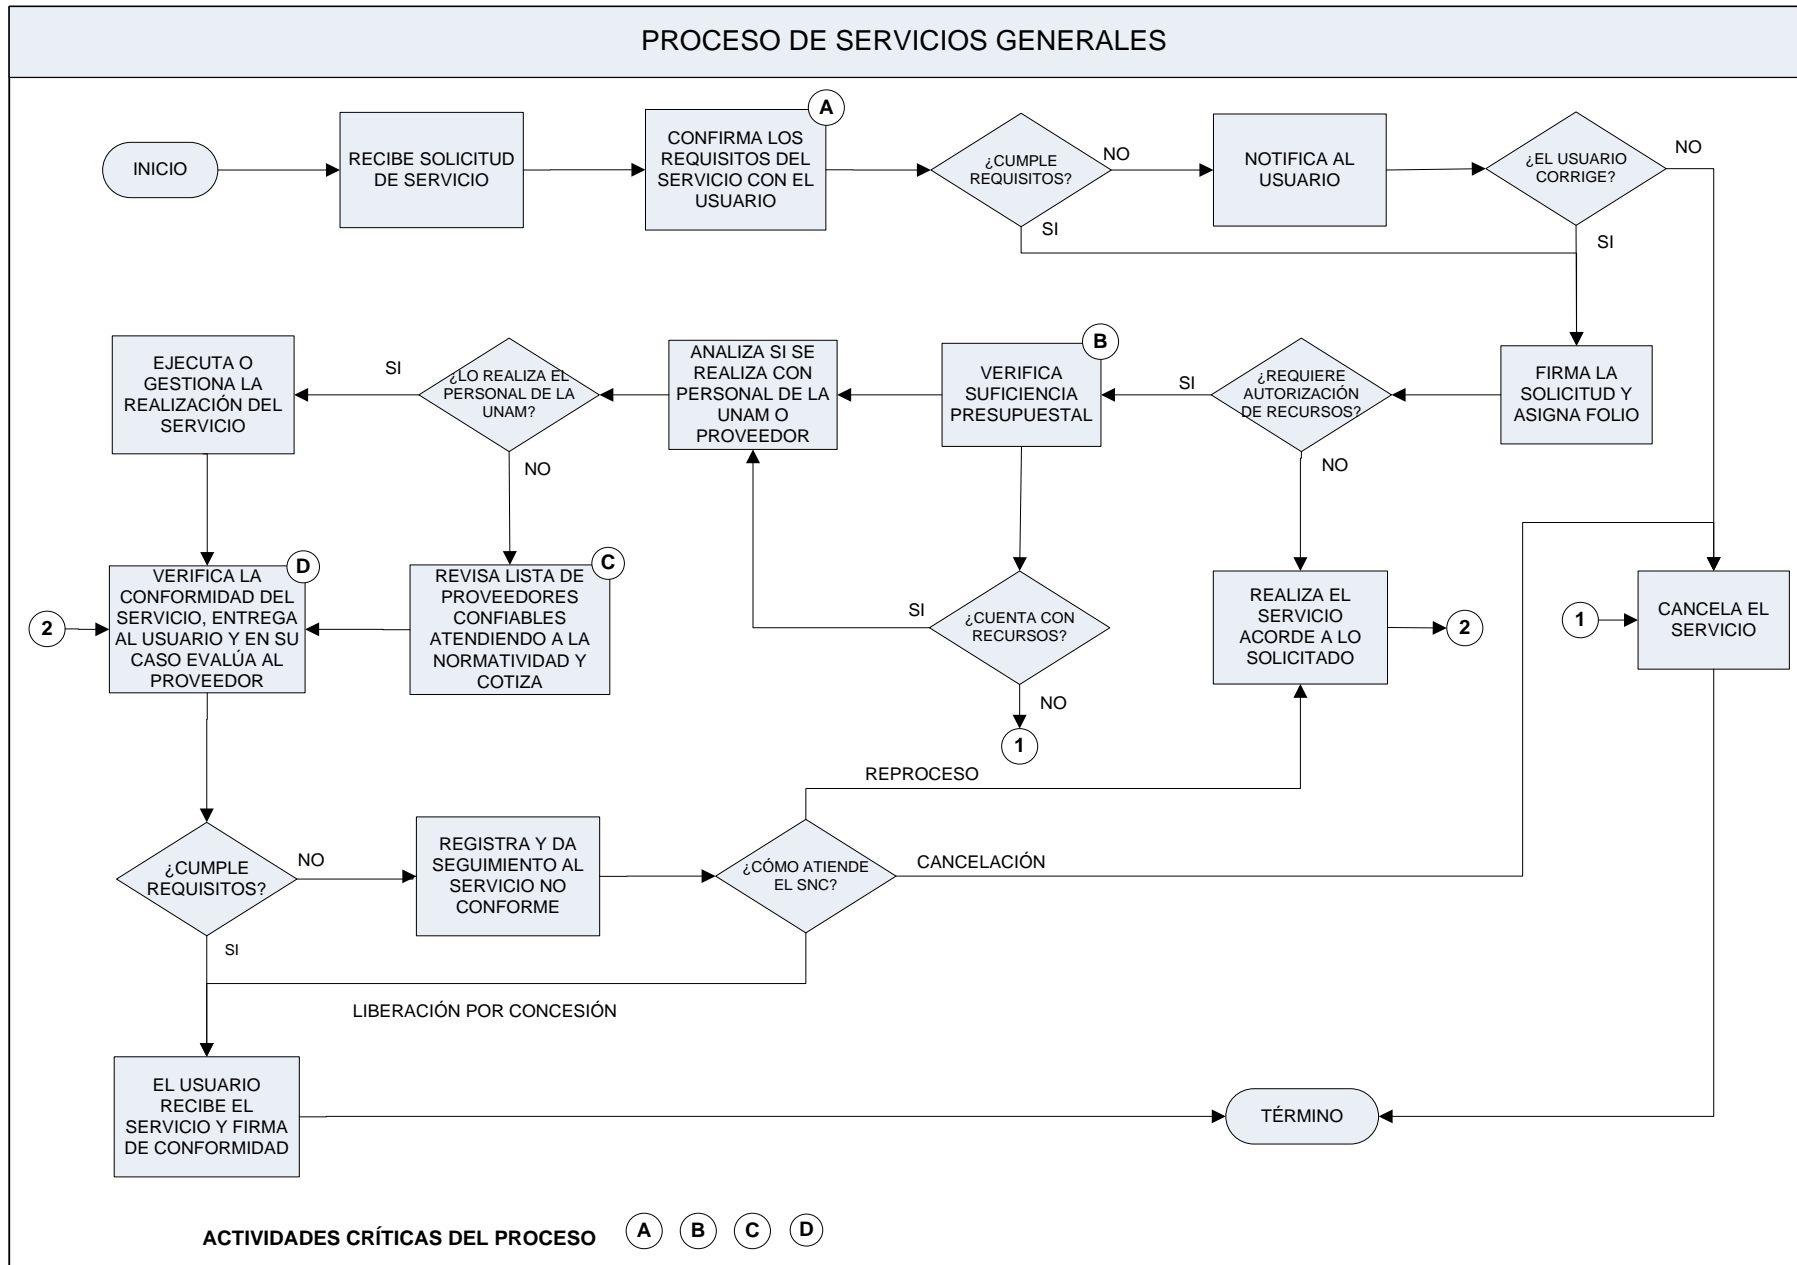 PROCESO DE SERVICIOS GENERALES
INICIO
RECIBE SOLICITUD
DE SERVICIO
A
CONFIRMA LOS
REQUISITOS DEL
SERVICIO CON EL
USUARIO
¿CUMPLE
REQUISITOS?
NO
SI
NOTIFICA AL
USUARIO
¿EL USUARIO
CORRIGE?
NO
SI
FIRMA LA
SOLICITUD Y
ASIGNA FOLIO
¿REQUIERE
AUTORIZACIÓN
DE RECURSOS?
SI
NO
B
VERIFICA
SUFICIENCIA
PRESUPUESTAL
ANALIZA SI SE
REALIZA CON
PERSONAL DE LA
UNAM O
PROVEEDOR
¿LO REALIZA EL
PERSONAL DE LA
UNAM?
SI
NO
EJECUTA O
GESTIONA LA
REALIZACIÓN DEL
SERVICIO
2
D
VERIFICA LA
CONFORMIDAD DEL
SERVICIO, ENTREGA
AL USUARIO Y EN SU
CASO EVALÚA AL
PROVEEDOR
C
REVISA LISTA DE
PROVEEDORES
CONFIABLES
ATENDIENDO A LA
NORMATIVIDAD Y
COTIZA
SI
¿CUENTA CON
RECURSOS?
NO
1
REALIZA EL
SERVICIO
ACORDE A LO
SOLICITADO
2
1
CANCELA EL
SERVICIO
¿CUMPLE
REQUISITOS?
NO
SI
REGISTRA Y DA
SEGUIMIENTO AL
SERVICIO NO
CONFORME
¿CÓMO ATIENDE
EL SNC?
REPROCESO
CANCELACIÓN
LIBERACIÓN POR CONCESIÓN
EL USUARIO
RECIBE EL
SERVICIO Y FIRMA
DE CONFORMIDAD
TÉRMINO
ACTIVIDADES CRÍTICAS DEL PROCESO A B C D